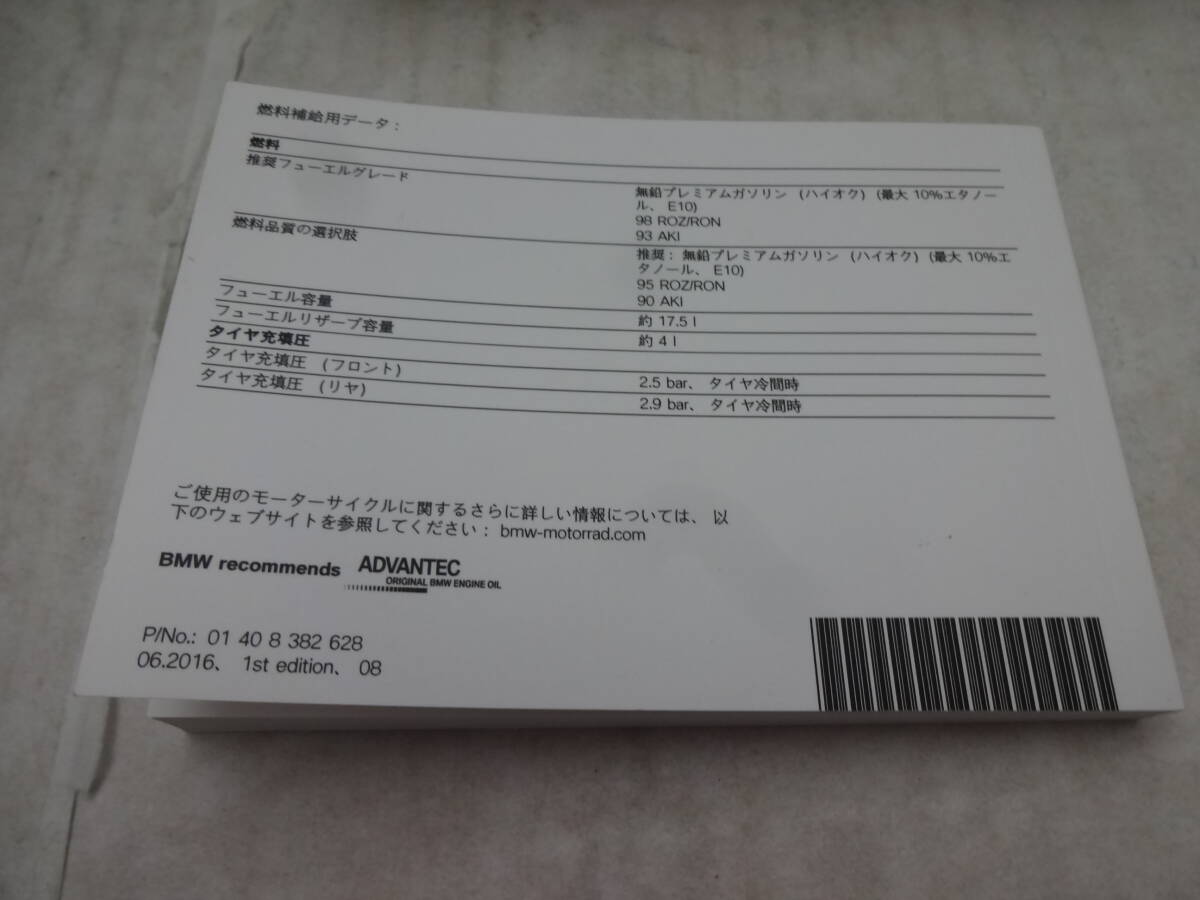 燃料補給用データ：
燃料
推奨フューエルグレード
無鉛プレミアムガソリン (ハイオク) (最大 10%エタノー
ル、 E10)
98 ROZ/RON
93 AKI
燃料品質の選択肢
推奨： 無鉛プレミアムガソリン (ハイオク) (最大 10%エ
タノール、 E10)
95 ROZ/RON
90 AKI
フューエル容量
約 17.5 l
フューエルリザーブ容量
約 4 l
タイヤ充填圧
タイヤ充填圧 (フロント)
2.5 bar、 タイヤ冷間時
タイヤ充填圧 (リヤ)
2.9 bar、 タイヤ冷間時
ご使用のモーターサイクルに関するさらに詳しい情報については、 以
下のウェブサイトを参照してください： bmw-motorrad.com
BMW recommends
ADVANTEC
ORIGINAL BMW ENGINE OIL
P/No.: 01 40 8 382 628
06.2016、 1st edition、 08